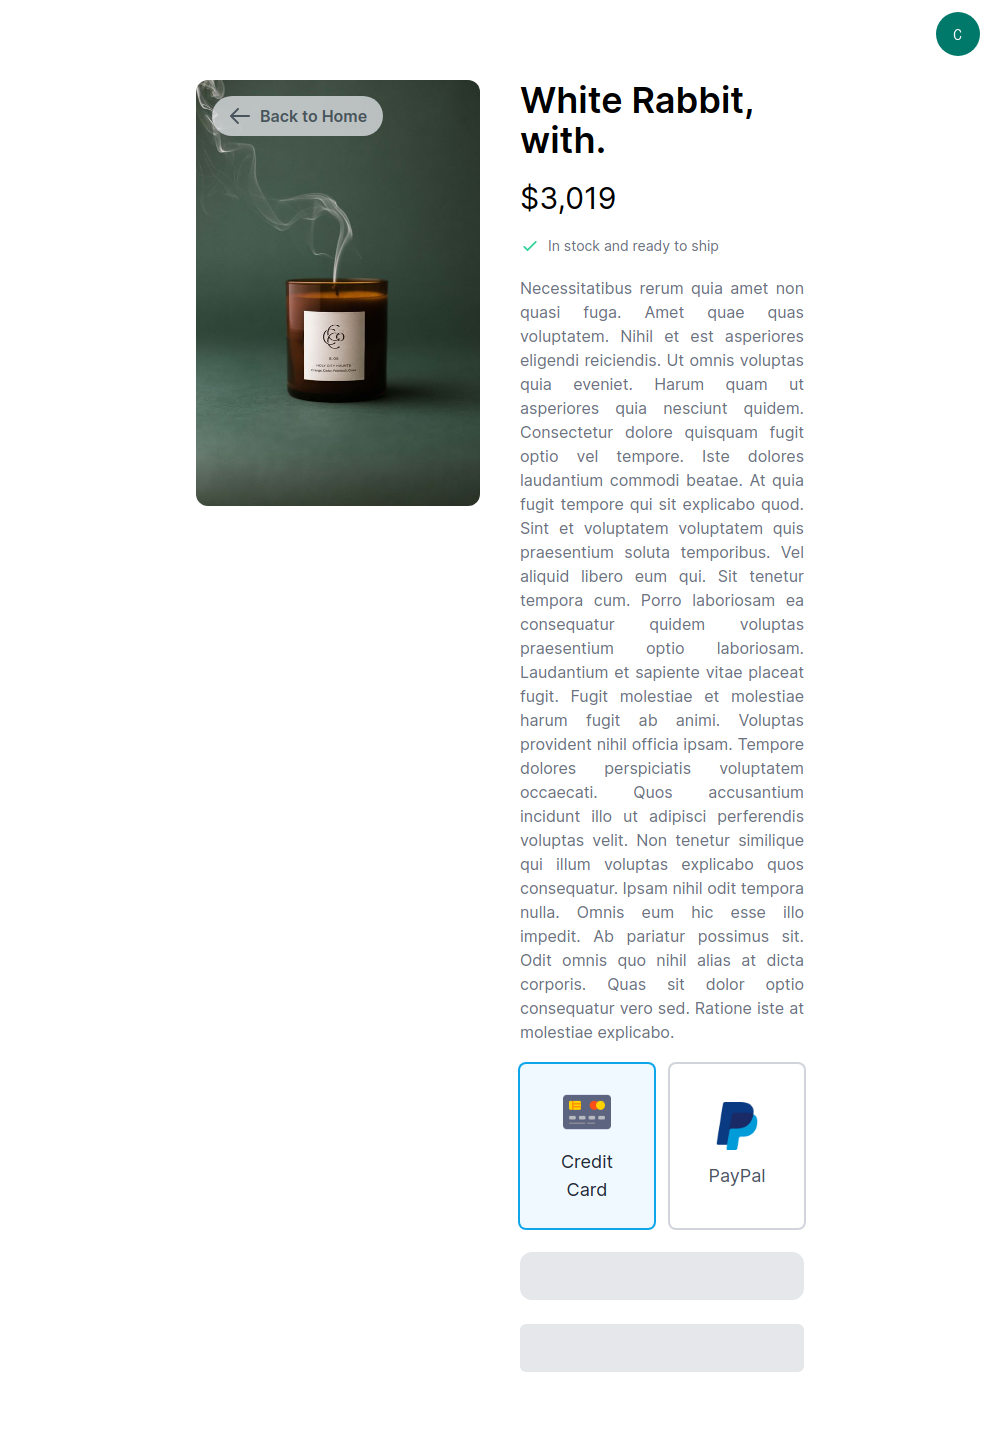 C
Back to Home
White Rabbit,
with.
$3,019
In stock and ready to ship
Necessitatibus rerum quia amet non
quasi fuga. Amet quae quas
voluptatem. Nihil et est asperiores
eligendi reiciendis. Ut omnis voluptas
quia eveniet. Harum quam ut
asperiores quia nesciunt quidem.
Consectetur dolore quisquam fugit
optio vel tempore. Iste dolores
laudantium commodi beatae. At quia
fugit tempore qui sit explicabo quod.
Sint et voluptatem voluptatem quis
praesentium soluta temporibus. Vel
aliquid libero eum qui. Sit tenetur
tempora cum. Porro laboriosam ea
consequatur quidem voluptas
praesentium optio laboriosam.
Laudantium et sapiente vitae placeat
fugit. Fugit molestiae et molestiae
harum fugit ab animi. Voluptas
provident nihil officia ipsam. Tempore
dolores perspiciatis voluptatem
occaecati. Quos accusantium
incidunt illo ut adipisci perferendis
voluptas velit. Non tenetur similique
qui illum voluptas explicabo quos
consequatur. Ipsam nihil odit tempora
nulla. Omnis eum hic esse illo
impedit. Ab pariatur possimus sit.
Odit omnis quo nihil alias at dicta
corporis. Quas sit dolor optio
consequatur vero sed. Ratione iste at
molestiae explicabo.
Credit
Card
PayPal